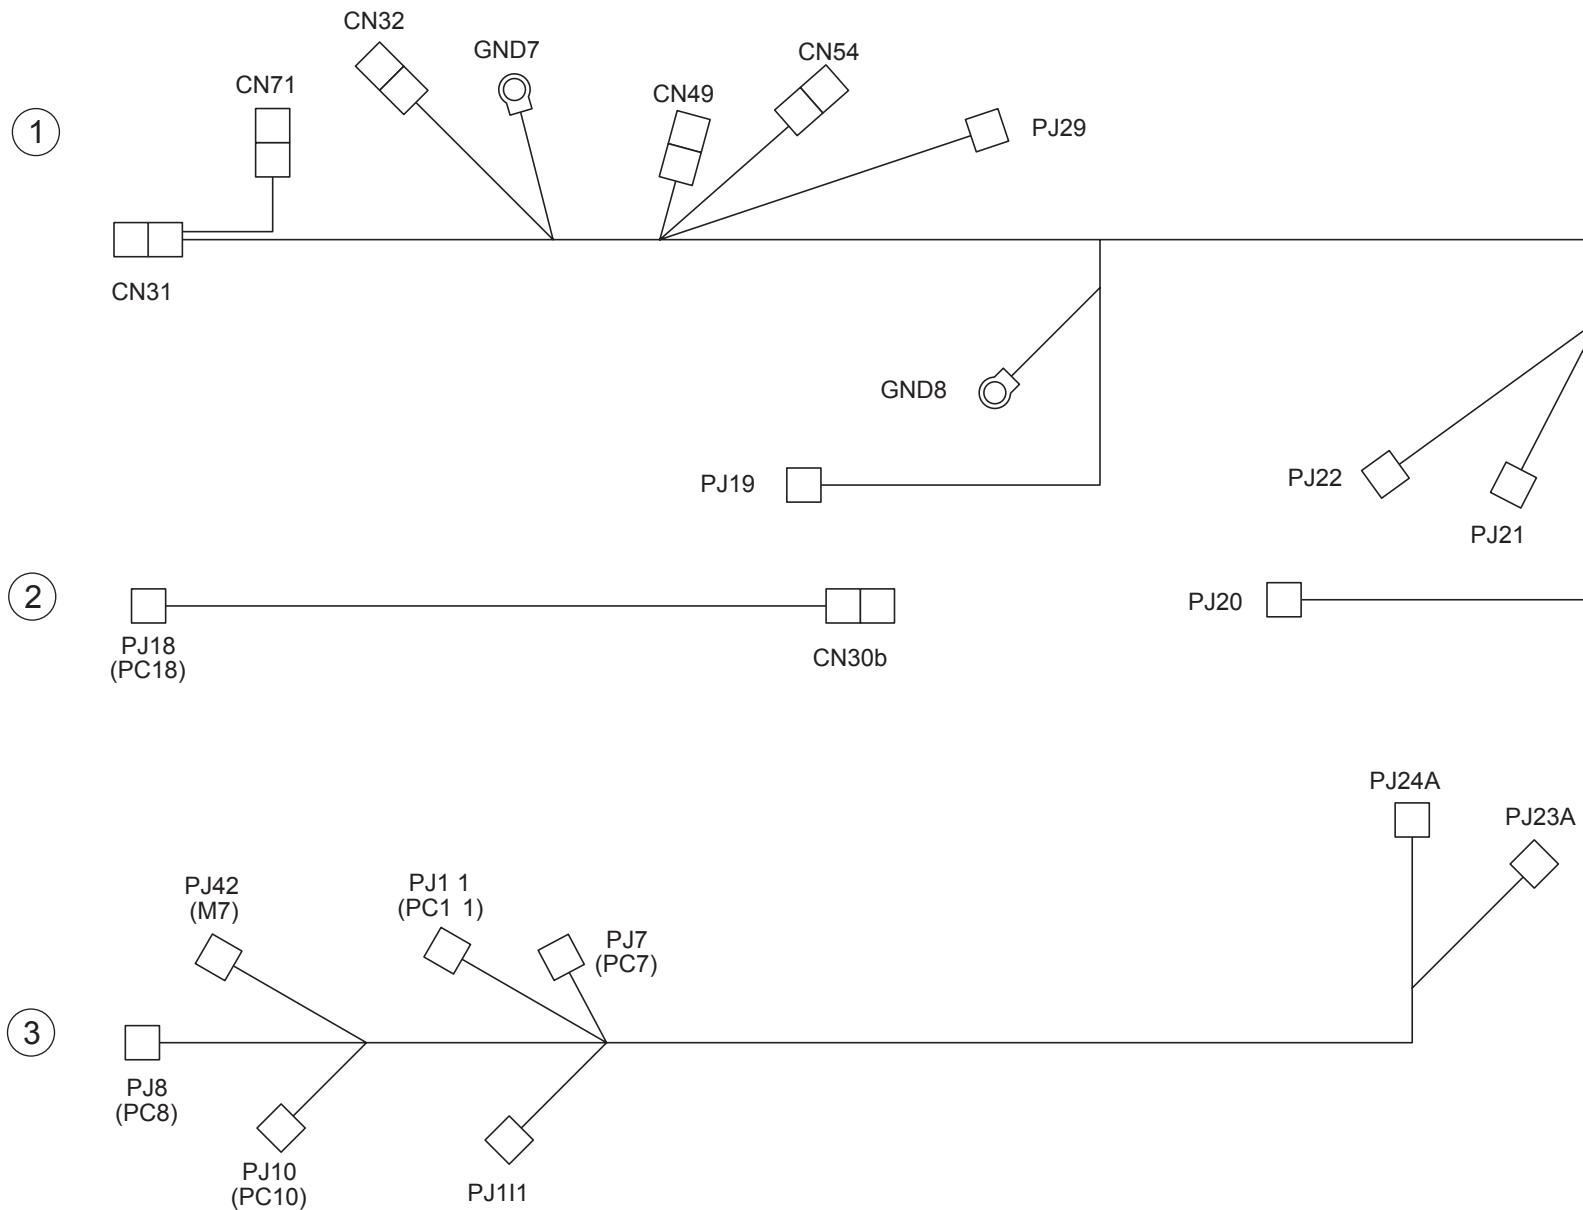 CN32
GND7
CN54
CN71
CN49
1
PJ29
CN31
GND8
PJ19
PJ22
PJ21
2
PJ20
PJ18
(PC18)
CN30b
PJ24A
PJ23A
PJ42
(M7)
PJ1 1
(PC1 1)
PJ7
(PC7)
3
PJ8
(PC8)
PJ10
(PC10)
PJ1I1